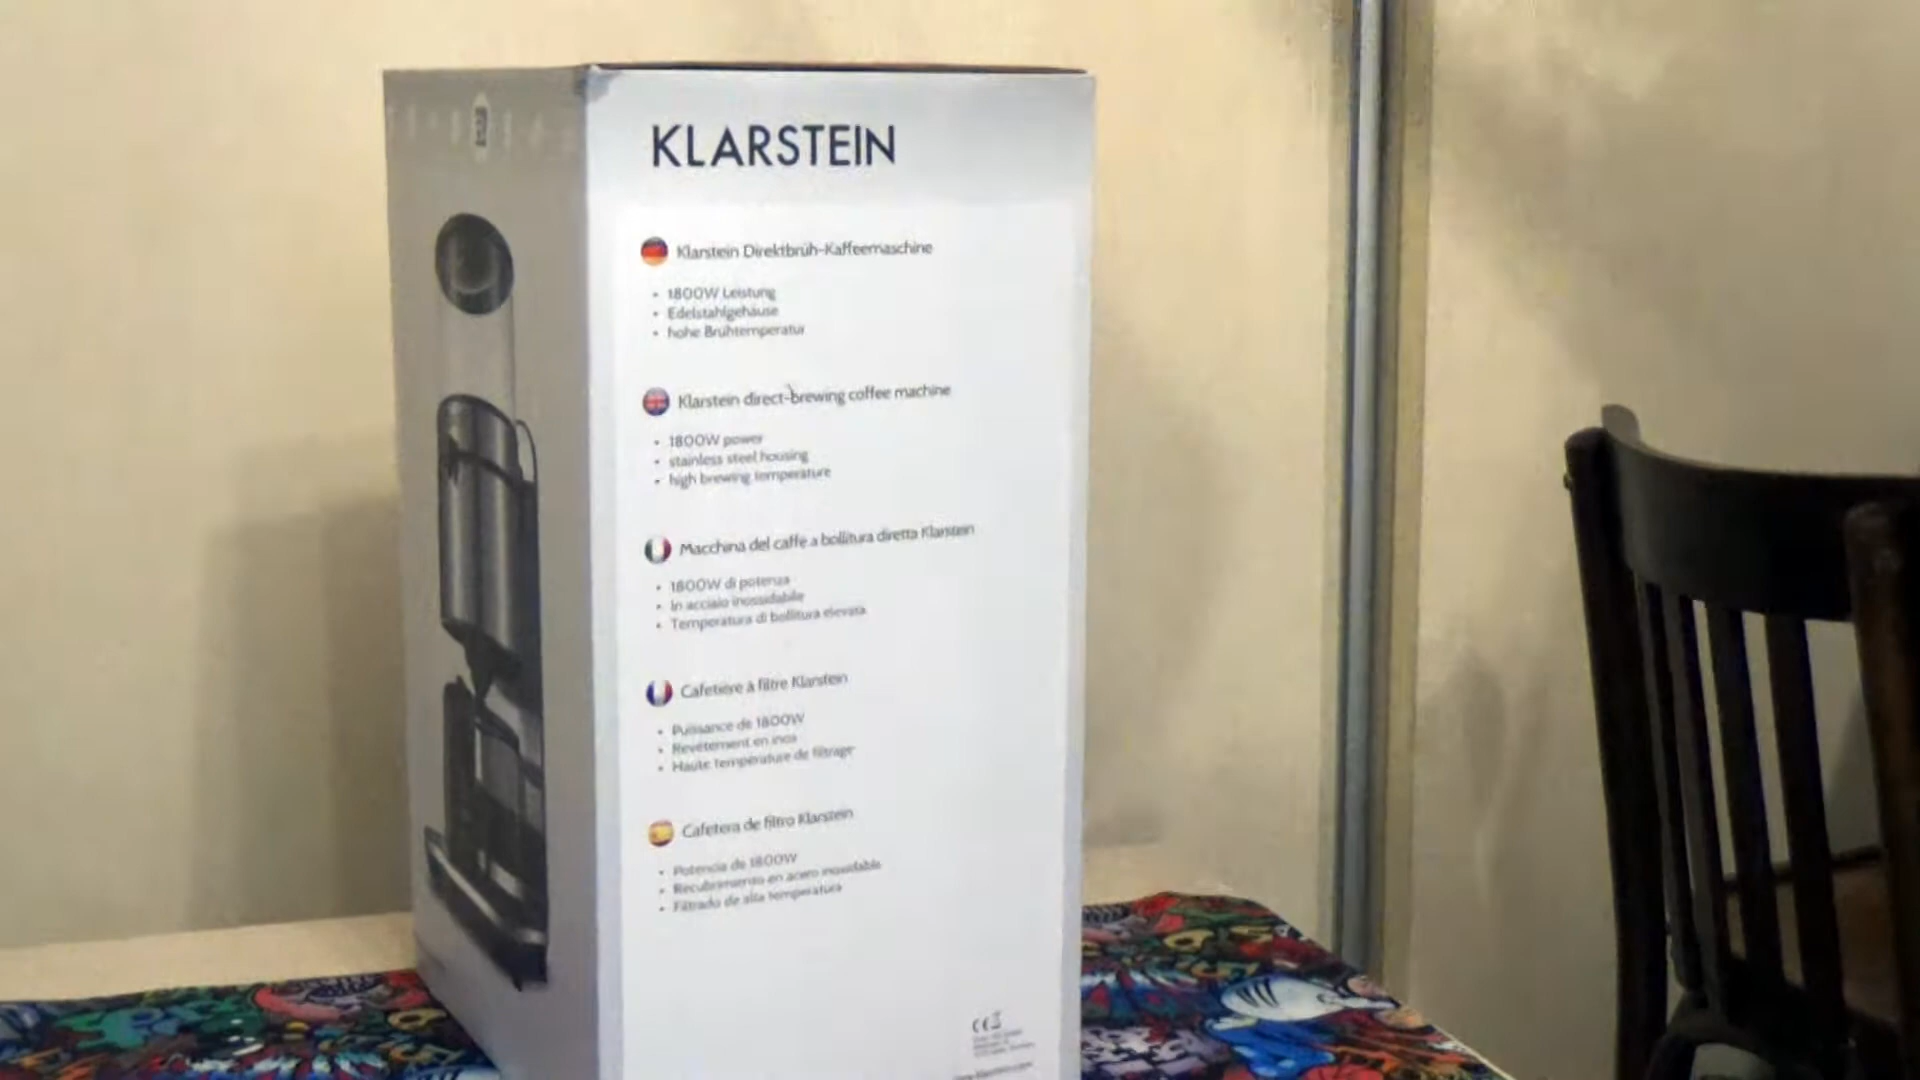 KLARSTEIN
Klarstein Direktbrüh-Kaffeemaschine
• 1800W Leistung
• Edelstahlgehäuse
• hohe Brühtemperatur
Klarstein direct-brewing coffee machine
• 1800W power
• stainless steel housing
• high brewing temperature
Macchina del caffè a bollitura diretta Klarstein
• 1800W di potenza
• In acciaio inossidabile
• Temperatura di bollitura elevata
Cafetière à filtre Klarstein
• Puissance de 1800W
• Revêtement en inox
• Haute température de filtrage
Cafetera de filtro Klarstein
• Potencia de 1800W
• Recubrimiento en acero inoxidable
• Filtrado de alta temperatura
CE